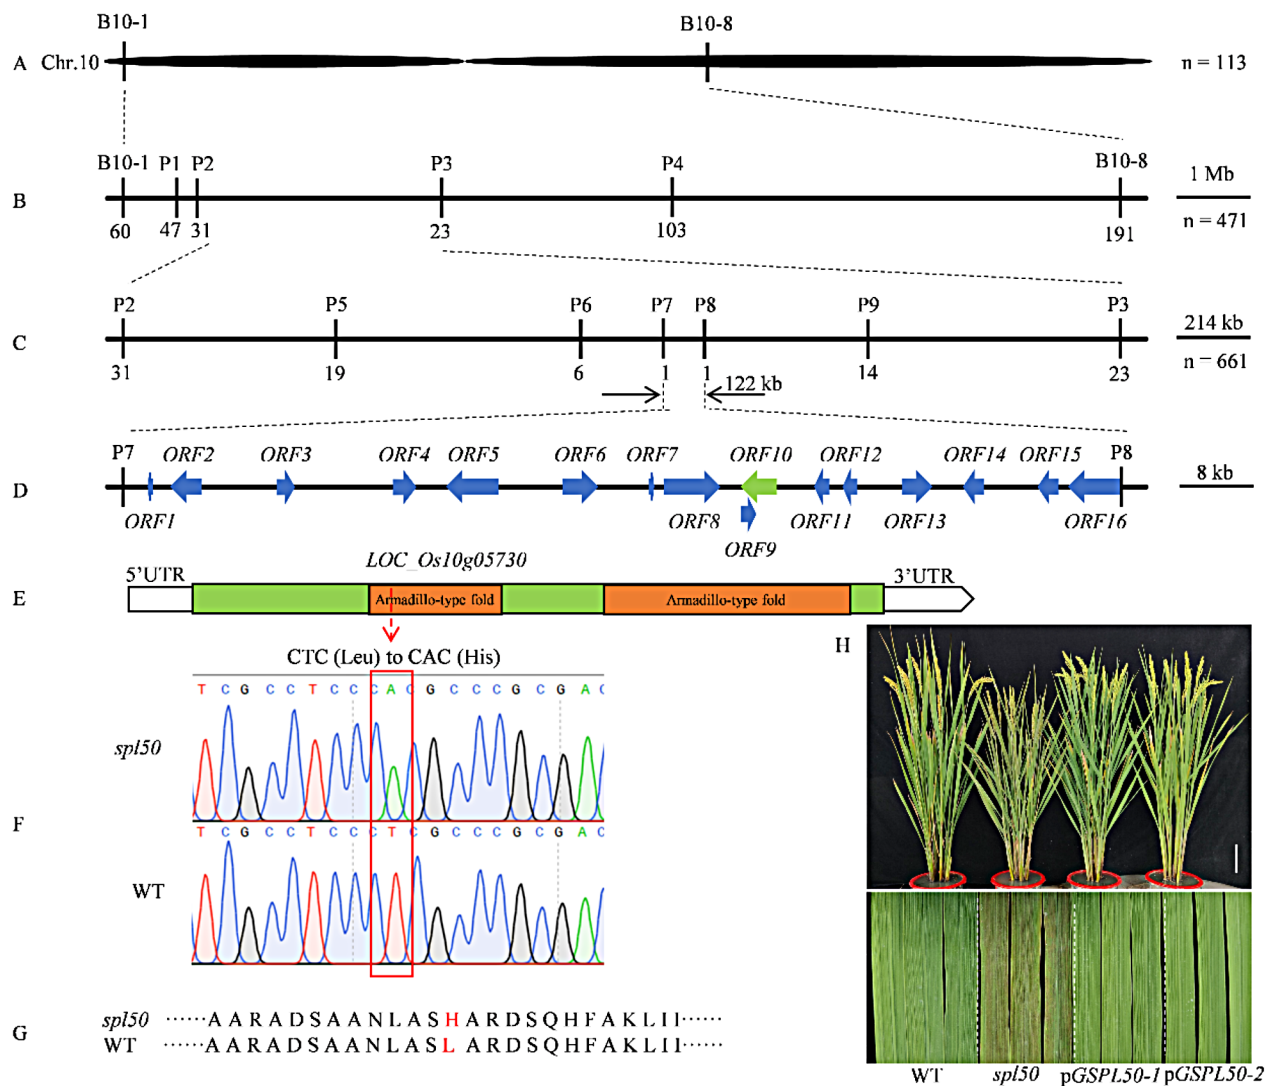 B10-1 B10-8
A Chr.10 n = 113
B10-1 P1 P2 P3 P4 B10-8 1 Mb
B
60 47 31 23 103 191 n = 471
P2 P5 P6 P7 P8 P9 P3 214 kb
C
31 19 6 1 1 14 23 n = 661
122 kb
P7 ORF2 ORF3 ORF4 ORF5 ORF6 ORF7 ORF10 ORF12 ORF14 ORF15 P8
D 8 kb
ORF1 ORF8 ORF11 ORF13 ORF16
ORF9
LOC_Os10g05730
5'UTR 3'UTR
E Armadillo-type fold Armadillo-type fold
H
CTC (Leu) to CAC (His)
T C G C C T C C C A C G C C C G C G A C
spl50
F
T C G C C T C C C T C G C C C G C G A C
WT
G
spl50 ······A A R A D S A A N L A S H A R D S Q H F A K L I I······
WT ······A A R A D S A A N L A S L A R D S Q H F A K L I I······
WT spl50 pGSPL50-1 pGSPL50-2